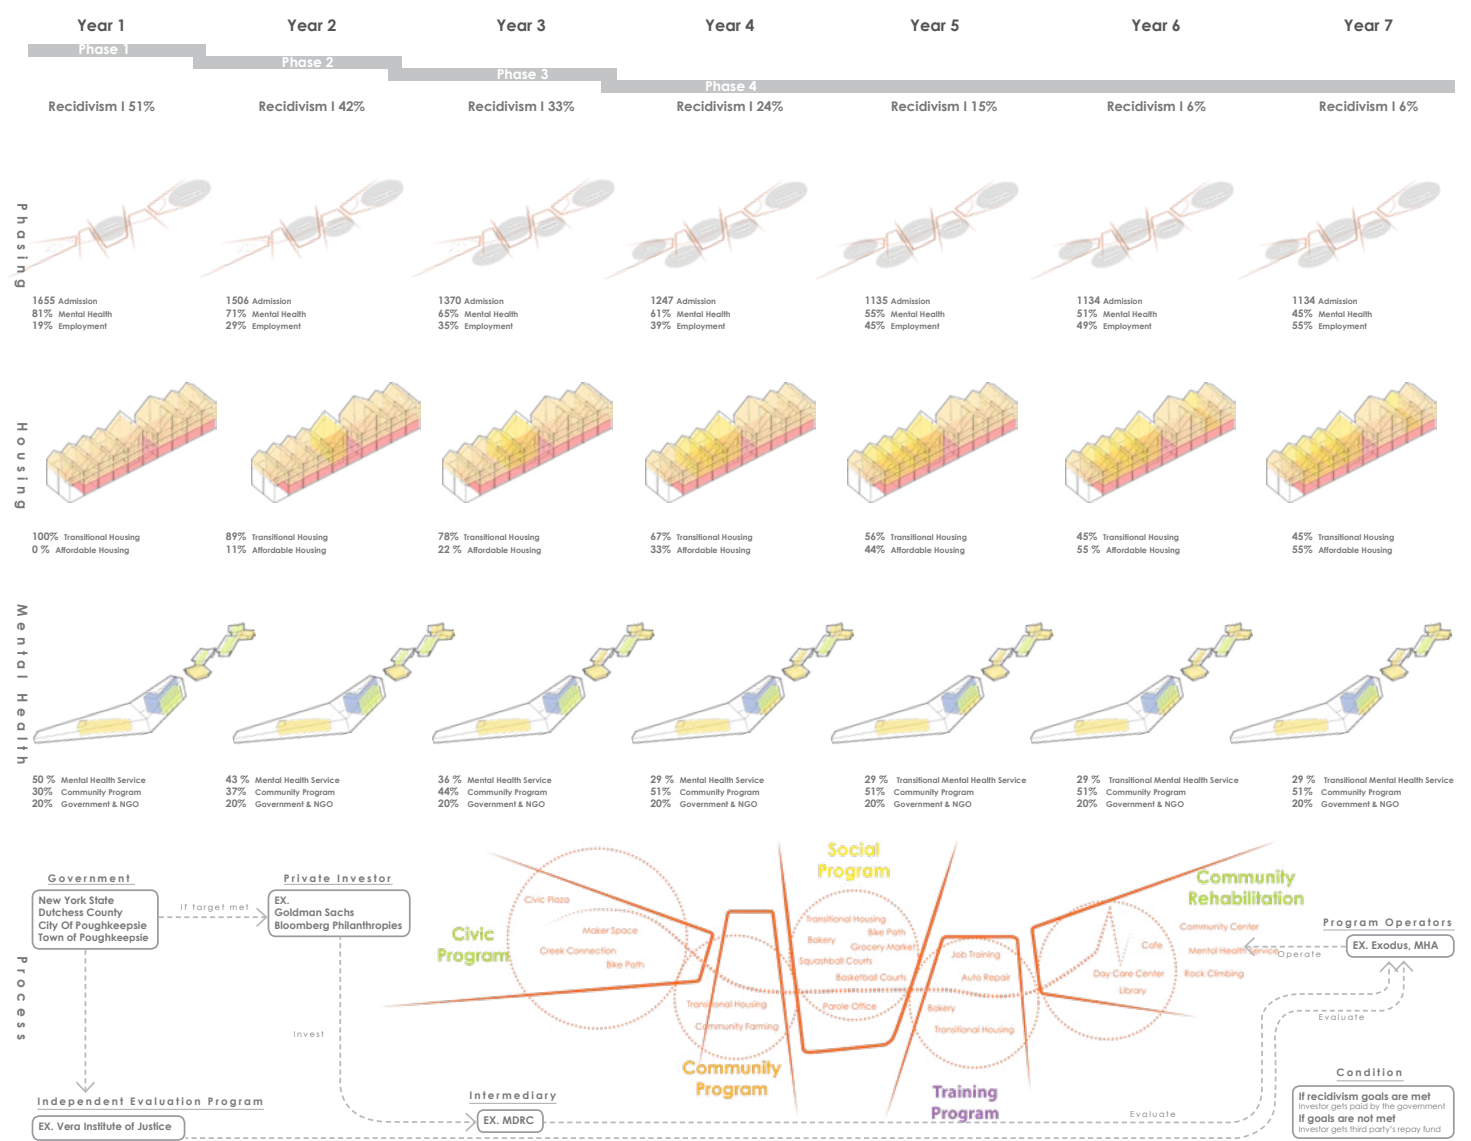 Year 1
Year 2
Year 3
Year 4
Year 5
Year 6
Year 7
Phase 1
Phase 2
Phase 3
Phase 4
Recidivism I 51%
Recidivism I 42%
Recidivism I 33%
Recidivism I 24%
Recidivism I 15%
Recidivism I 6%
Recidivism I 6%
Phasing
1655 Admission
81% Mental Health
19% Employment
1506 Admission
71% Mental Health
29% Employment
1370 Admission
65% Mental Health
35% Employment
1247 Admission
61% Mental Health
39% Employment
1135 Admission
55% Mental Health
45% Employment
1134 Admission
51% Mental Health
49% Employment
1134 Admission
45% Mental Health
55% Employment
Housing
100% Transitional Housing
0 % Affordable Housing
89% Transitional Housing
11% Affordable Housing
78% Transitional Housing
22 % Affordable Housing
67% Transitional Housing
33% Affordable Housing
56% Transitional Housing
44% Affordable Housing
45% Transitional Housing
55 % Affordable Housing
45% Transitional Housing
55% Affordable Housing
Mental Health
50 % Mental Health Service
30% Community Program
20% Government & NGO
43 % Mental Health Service
37% Community Program
20% Government & NGO
36 % Mental Health Service
44% Community Program
20% Government & NGO
29 % Mental Health Service
51% Community Program
20% Government & NGO
29 % Transitional Mental Health Service
51% Community Program
20% Government & NGO
29 % Transitional Mental Health Service
51% Community Program
20% Government & NGO
29 % Transitional Mental Health Service
51% Community Program
20% Government & NGO
Process
Government
New York State
Dutchess County
City Of Poughkeepsie
Town of Poughkeepsie
If target met
Private Investor
EX.
Goldman Sachs
Bloomberg Philanthropies
Invest
Independent Evaluation Program
EX. Vera Institute of Justice
Intermediary
EX. MDRC
Civic
Program
Civic Plaza
Maker Space
Creek Connection
Bike Path
Transitional Housing
Community Farming
Community
Program
Social
Program
Transitional Housing
Bike Path
Bakery
Grocery Market
Squashball Courts
Basketball Courts
Parole Office
Job Training
Auto Repair
Bakery
Transitional Housing
Training
Program
Community
Rehabilitation
Community Center
Cafe
Mental Health Service
Day Care Center
Rock Climbing
Library
Program Operators
EX. Exodus, MHA
Operate
Evaluate
Evaluate
Condition
If recidivism goals are met
Investor gets paid by the government
If goals are not met
Investor gets third party's repay fund